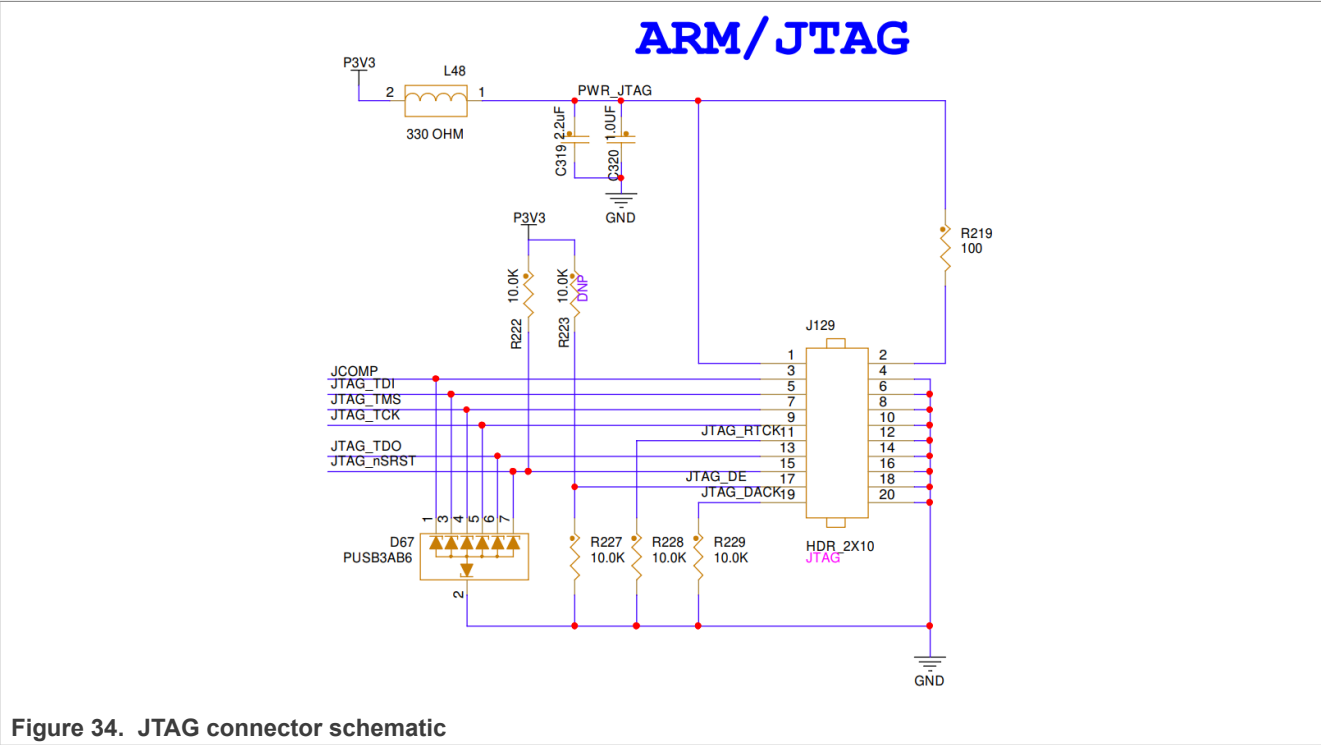 ARM/JTAG
P3V3
L48
2
1
330 OHM
PWR_JTAG
C319 2.2uF
C320 1.0UF
GND
P3V3
R219
100
10.0K
R222
10.0K
DNP
R223
J129
1
2
3
4
5
6
7
8
9
10
JTAG_RTCK
11
12
13
14
15
16
JTAG_DE
17
18
JTAG_DACK
19
20
JCOMP
JTAG_TDI
JTAG_TMS
JTAG_TCK
JTAG_TDO
JTAG_nSRST
1
3
4
5
6
7
D67
PUSB3AB6
2
R227
10.0K
R228
10.0K
R229
10.0K
HDR_2X10
JTAG
GND
Figure 34. JTAG connector schematic